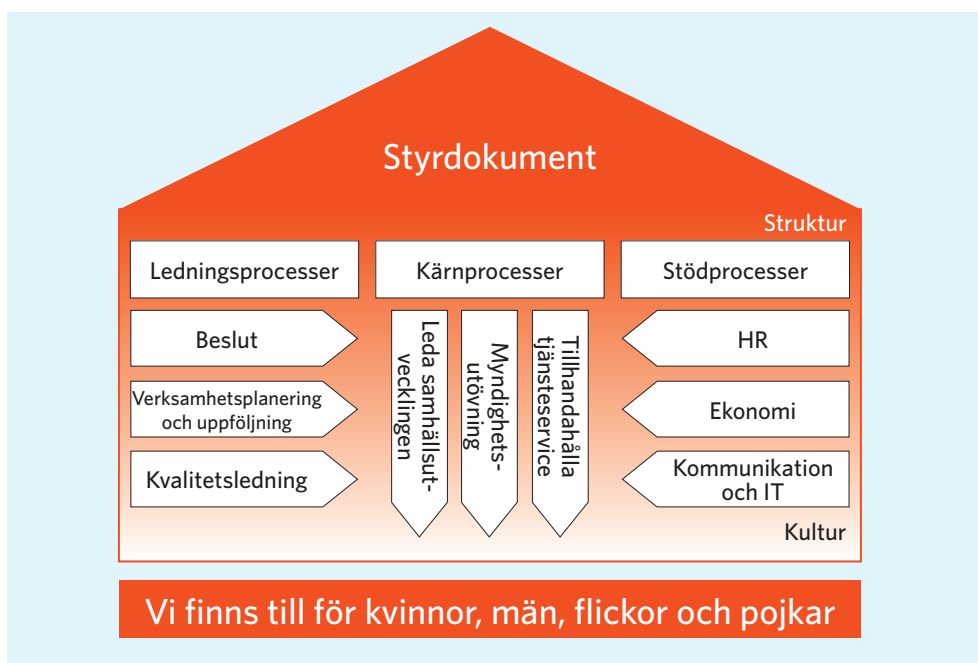 Styrdokument
Struktur
Ledningsprocesser
Kärnprocesser
Stödprocesser
Beslut
Verksamhetsplanering
och uppföljning
Kvalitetsledning
Leda samhällsut-
vecklingen
Myndighets-
utövning
Tillhandahålla
tjänsteservice
HR
Ekonomi
Kommunikation
och IT
Kultur
Vi finns till för kvinnor, män, flickor och pojkar